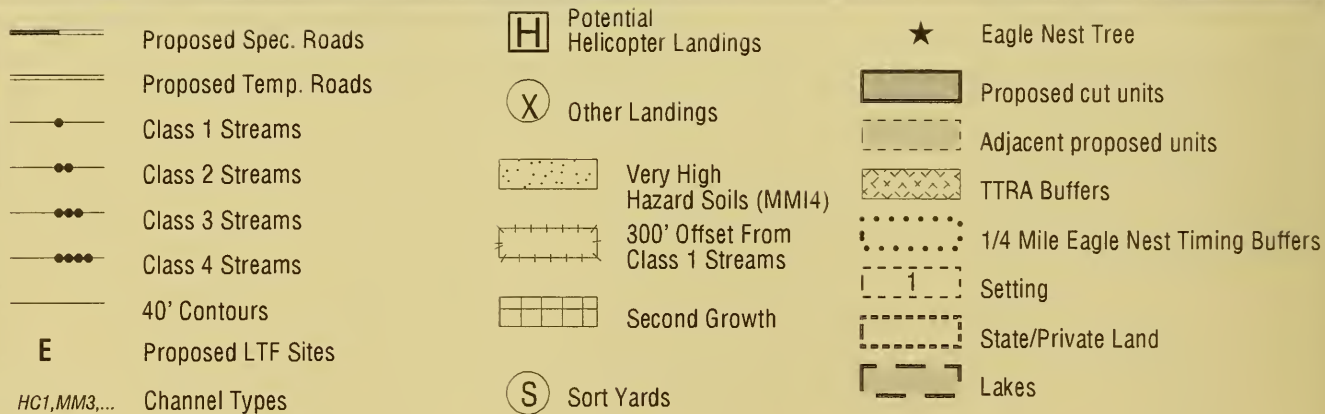 Proposed Spec. Roads
Proposed Temp. Roads
Class 1 Streams
Class 2 Streams
Class 3 Streams
Class 4 Streams
40' Contours
E Proposed LTF Sites
HC1,MM3,... Channel Types
H Potential
Helicopter Landings
X Other Landings
Very High
Hazard Soils (MMI4)
300' Offset From
Class 1 Streams
Second Growth
S Sort Yards
Eagle Nest Tree
Proposed cut units
Adjacent proposed units
TTRA Buffers
1/4 Mile Eagle Nest Timing Buffers
1 Setting
State/Private Land
Lakes